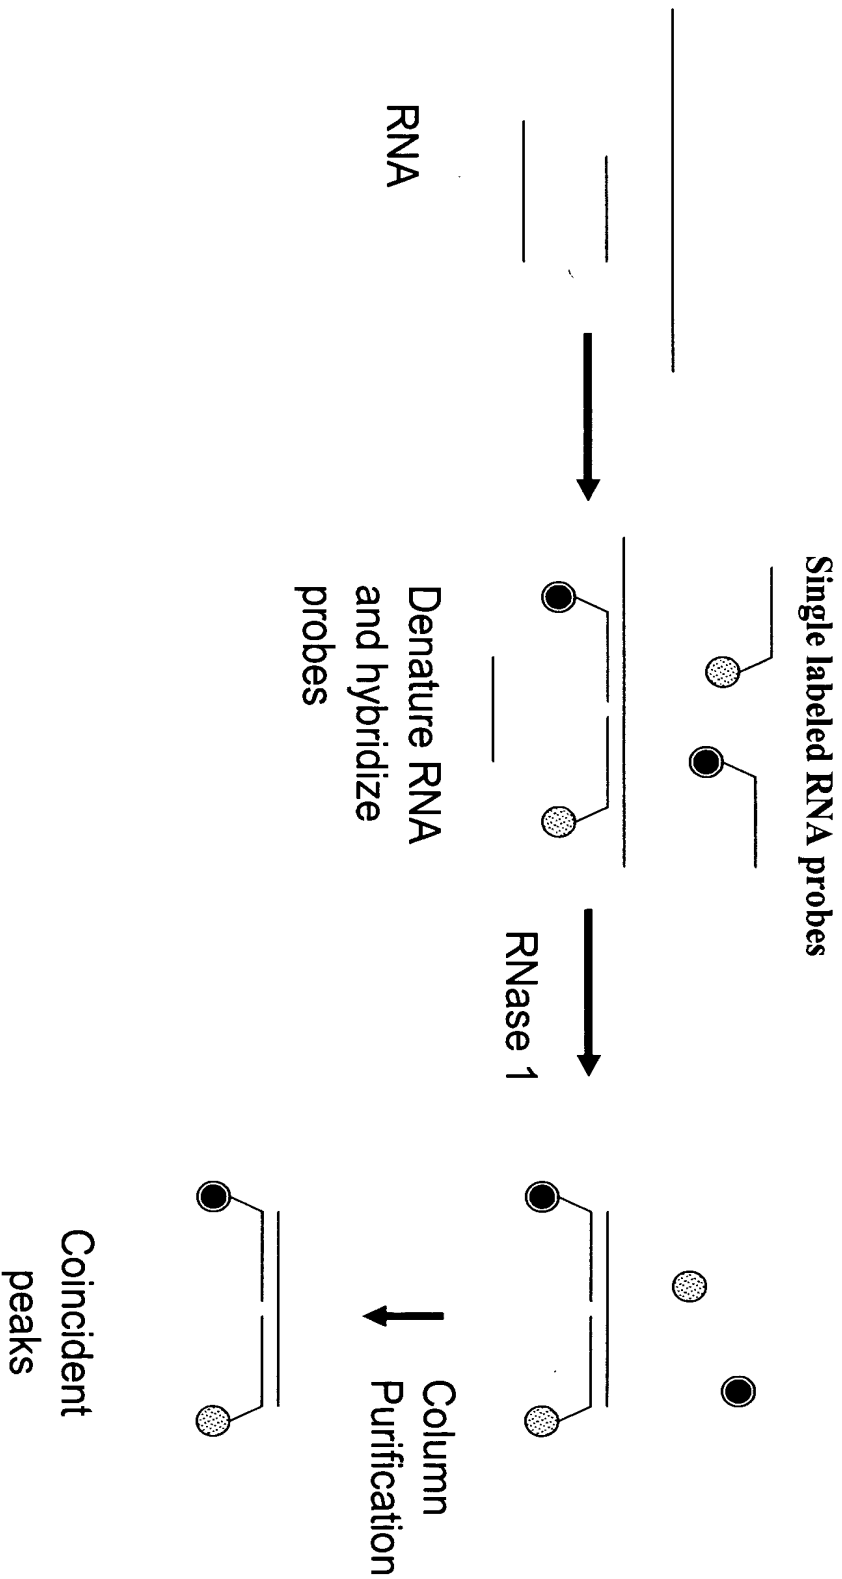 Single labeled RNA probes
RNA
Denature RNA
and hybridize
probes
RNase 1
Column
Purification
Coincident
peaks